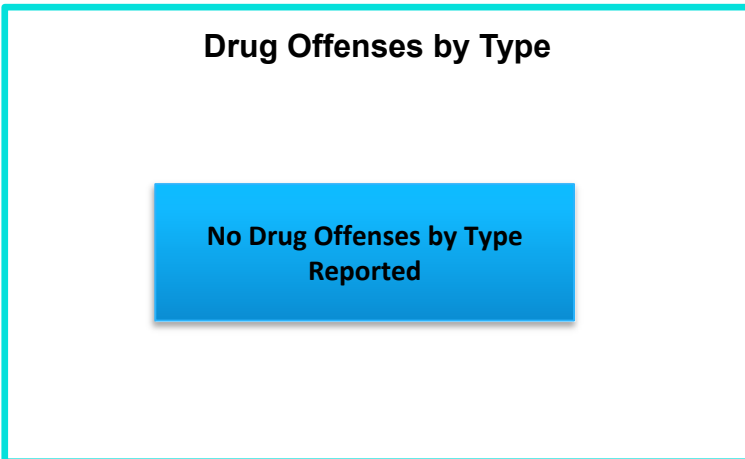 Drug Offenses by Type
No Drug Offenses by Type
Reported